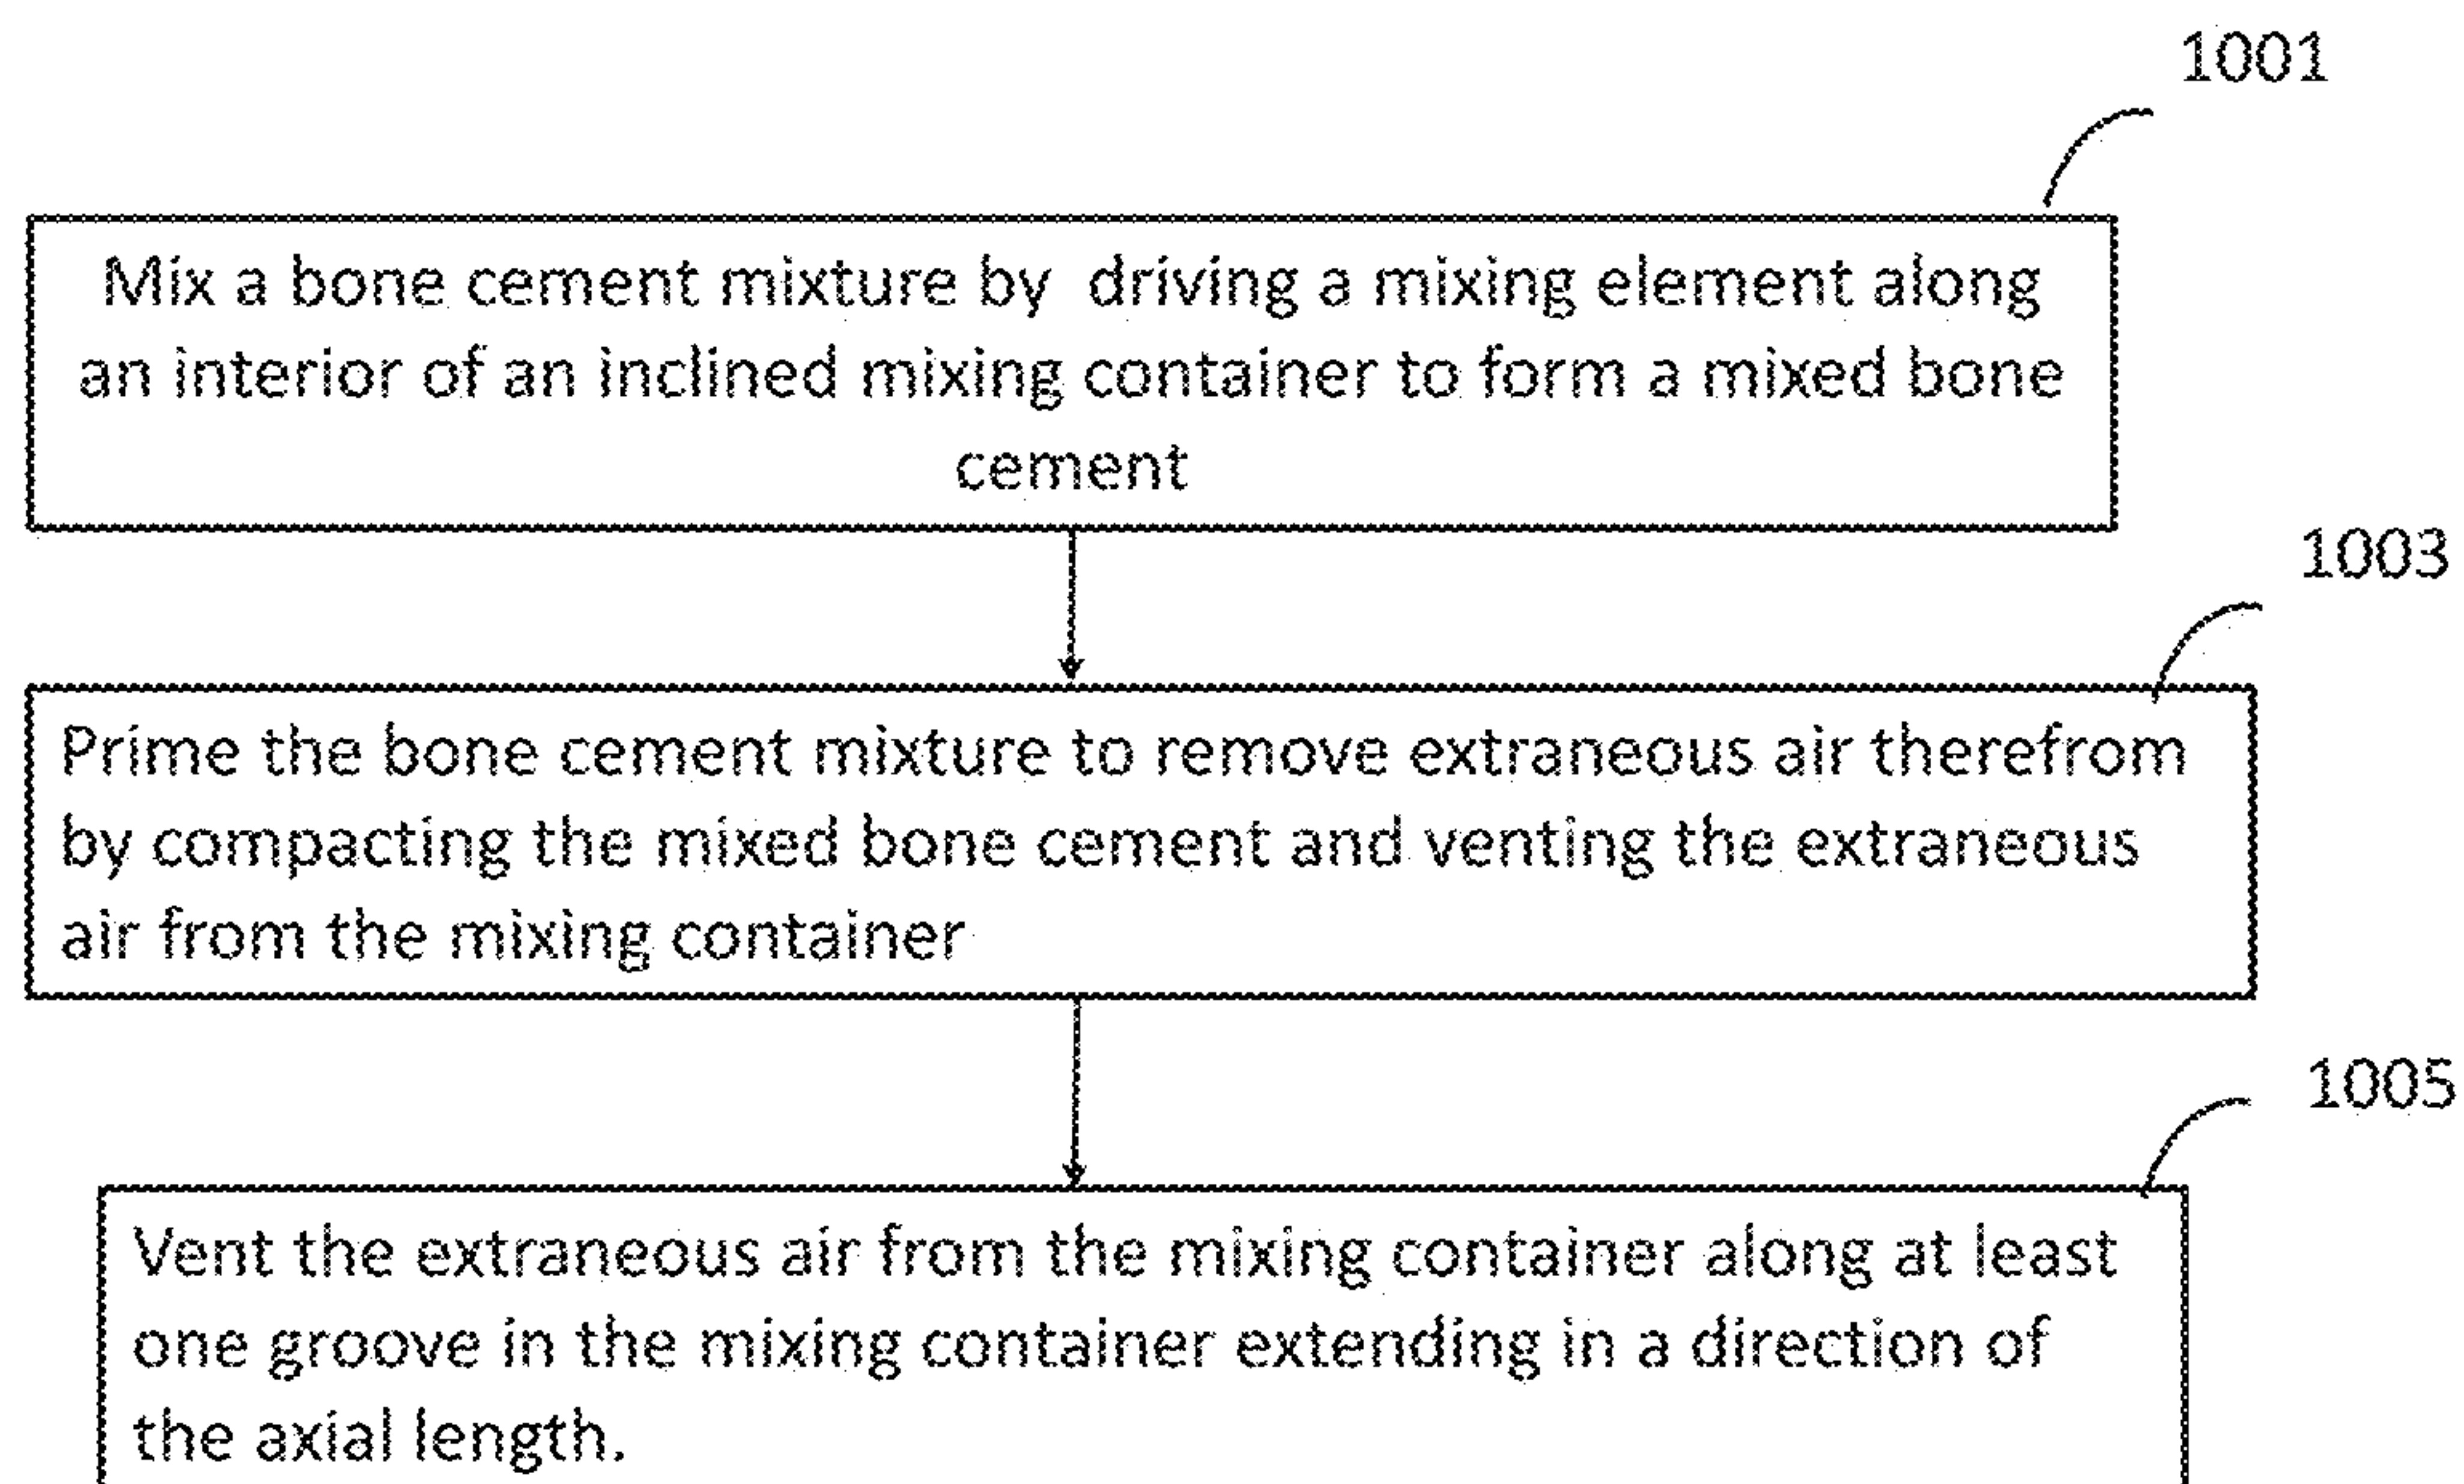 1001
Mix a bone cement mixture by driving a mixing element along
an interior of an inclined mixing container to form a mixed bone
cement
1003
Prime the bone cement mixture to remove extraneous air therefrom
by compacting the mixed bone cement and venting the extraneous
air from the mixing container
1005
Vent the extraneous air from the mixing container along at least
one groove in the mixing container extending in a direction of
the axial length.